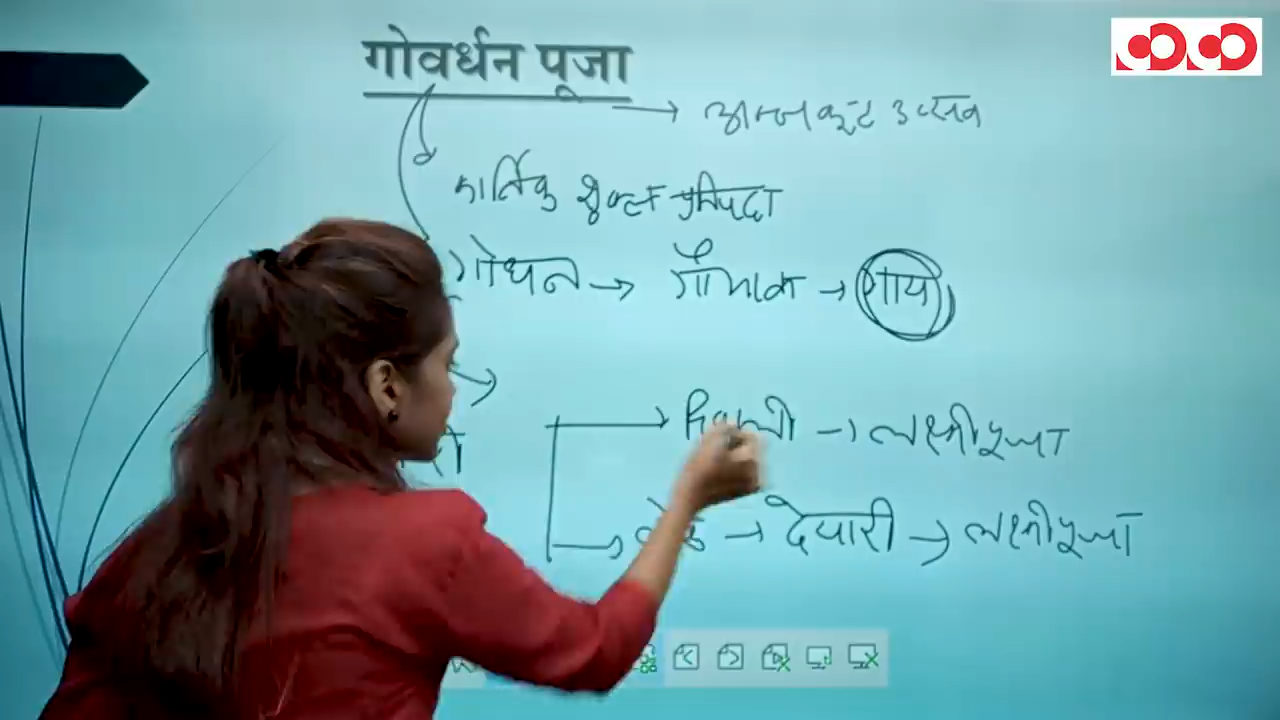 गोवर्धन पूजा
→ अन्नकूट उत्सव
कार्तिक शुक्ल प्रतिपदा
गोधन → गौमाता → गाय
→ लक्ष्मीपूजा
→ देयारी → लक्ष्मीपूजा